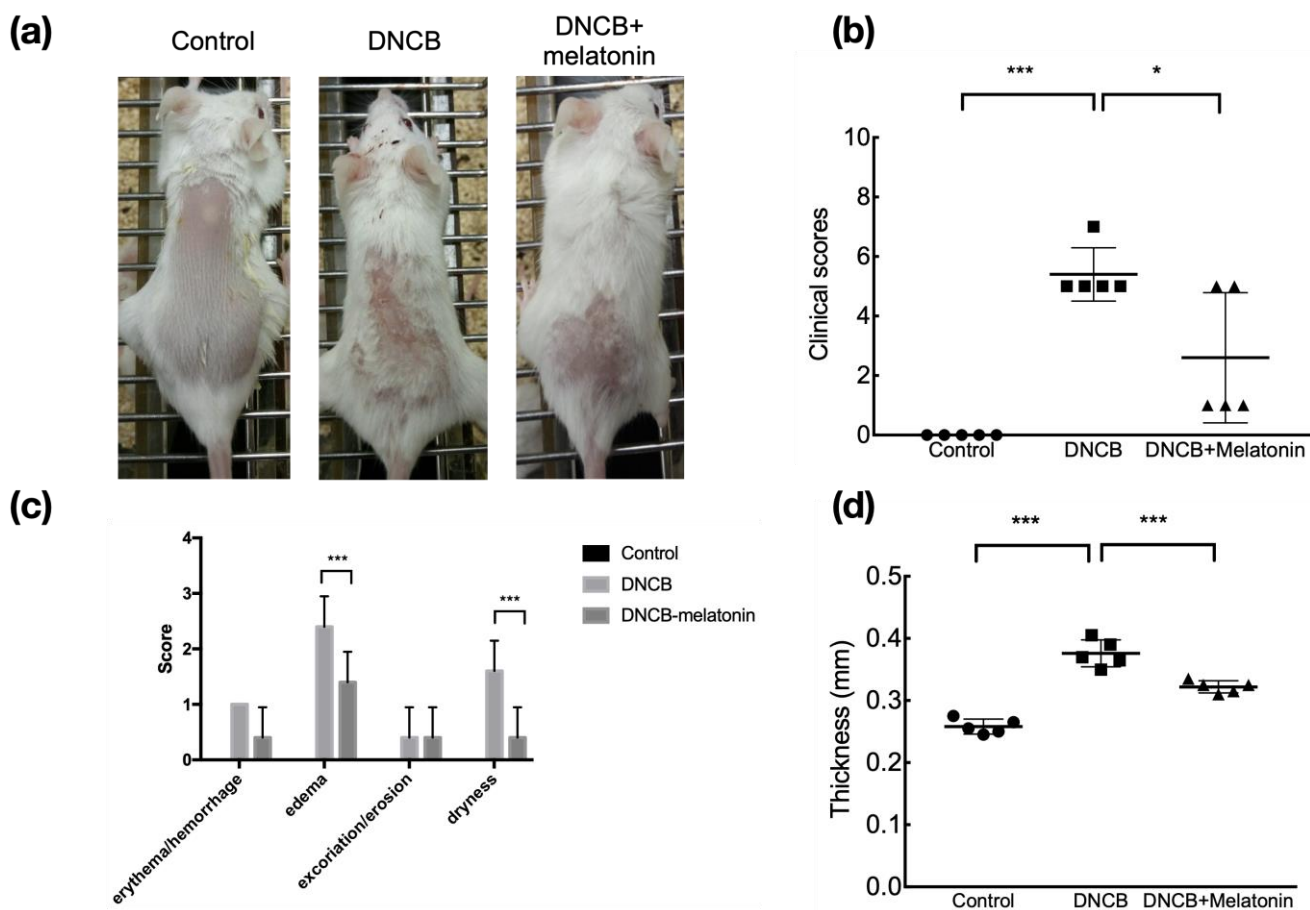 (a)
Control
DNCB
DNCB+
melatonin
(b)
***
*
10
8
6
4
2
0
Clinical scores
Control
DNCB
DNCB+Melatonin
(c)
4
3
2
1
0
Score
***
***
Control
DNCB
DNCB-melatonin
erythema/hemorrhage
edema
excoriation/erosion
dryness
(d)
***
***
0.5
0.4
0.3
0.2
0.1
0.0
Thickness (mm)
Control
DNCB
DNCB+Melatonin